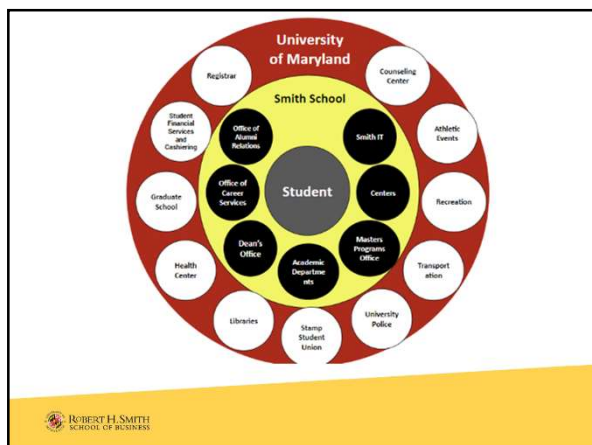 University
of Maryland
Registrar
Counseling
Center
Smith School
Student
Financial
Services
and
Cashiering
Office of
Alumni
Relations
Smith IT
Athletic
Events
Student
Graduate
School
Office of
Career
Services
Centers
Recreation
Dean's
Office
Academic
Departme
nts
Masters
Programs
Office
Health
Center
Transport
ation
Libraries
Stamp
Student
Union
University
Police
ROBERT H. SMITH
SCHOOL OF BUSINESS